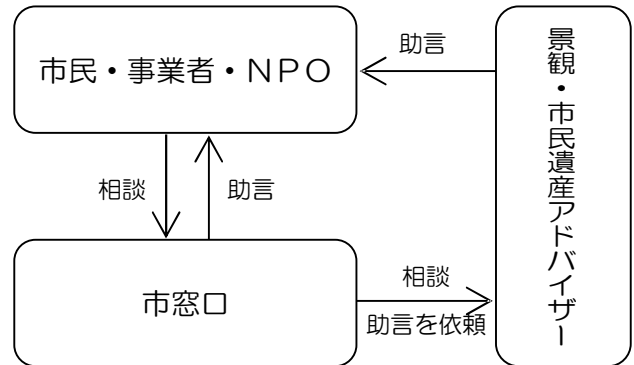 市民・事業者・ＮＰＯ
助言
景観・市民遺産アドバイザー
相談
助言
市窓口
相談
助言を依頼